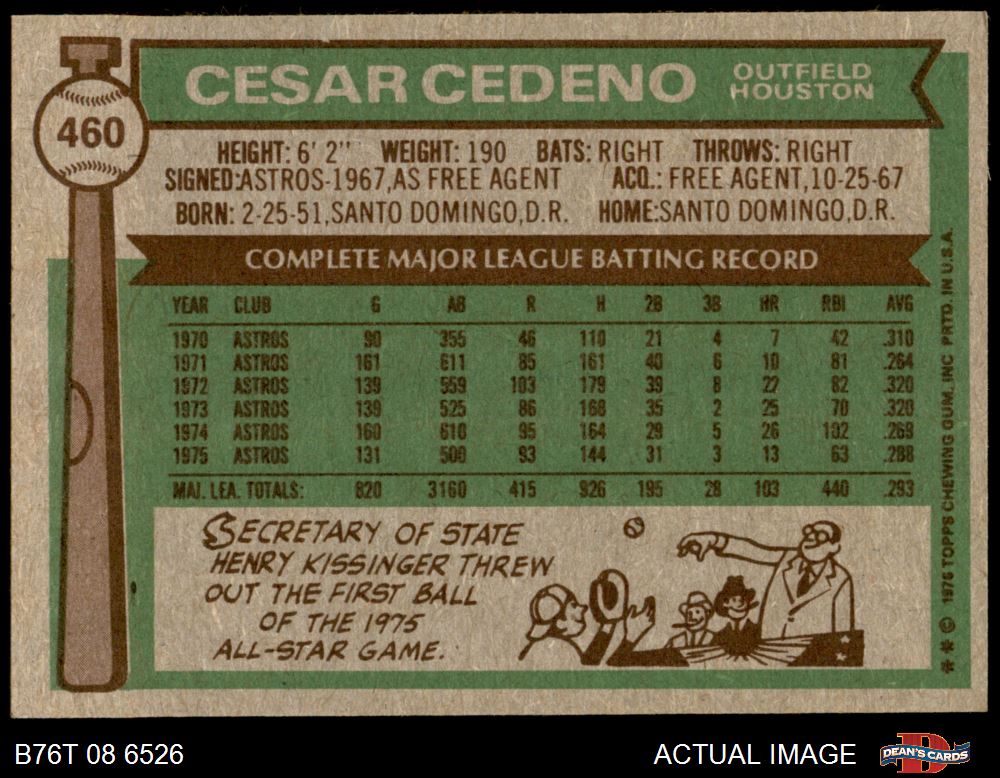 CESAR CEDENO
OUTFIELD
HOUSTON
460
HEIGHT: 6' 2'' WEIGHT: 190 BATS: RIGHT THROWS: RIGHT
SIGNED:ASTROS-1967,AS FREE AGENT ACQ.: FREE AGENT,10-25-67
BORN: 2-25-51,SANTO DOMINGO,D.R. HOME:SANTO DOMINGO,D.R.
COMPLETE MAJOR LEAGUE BATTING RECORD
YEAR CLUB G AB R H 2B 3B HR RBI AVG
1970 ASTROS 90 355 46 110 21 4 7 42 .310
1971 ASTROS 161 611 85 161 40 6 10 81 .264
1972 ASTROS 139 559 103 179 39 8 22 82 .320
1973 ASTROS 139 525 86 168 35 2 25 70 .320
1974 ASTROS 160 610 95 164 29 5 26 102 .269
1975 ASTROS 131 500 93 144 31 3 13 63 .288
MAJ. LEA. TOTALS: 820 3160 415 926 195 28 103 440 .293
SECRETARY OF STATE
HENRY KISSINGER THREW
OUT THE FIRST BALL
OF THE 1975
ALL-STAR GAME.
** © 1976 TOPPS CHEWING GUM, INC PRTD. IN U.S.A.
B76T 08 6526
ACTUAL IMAGE
DEAN'S CARDS